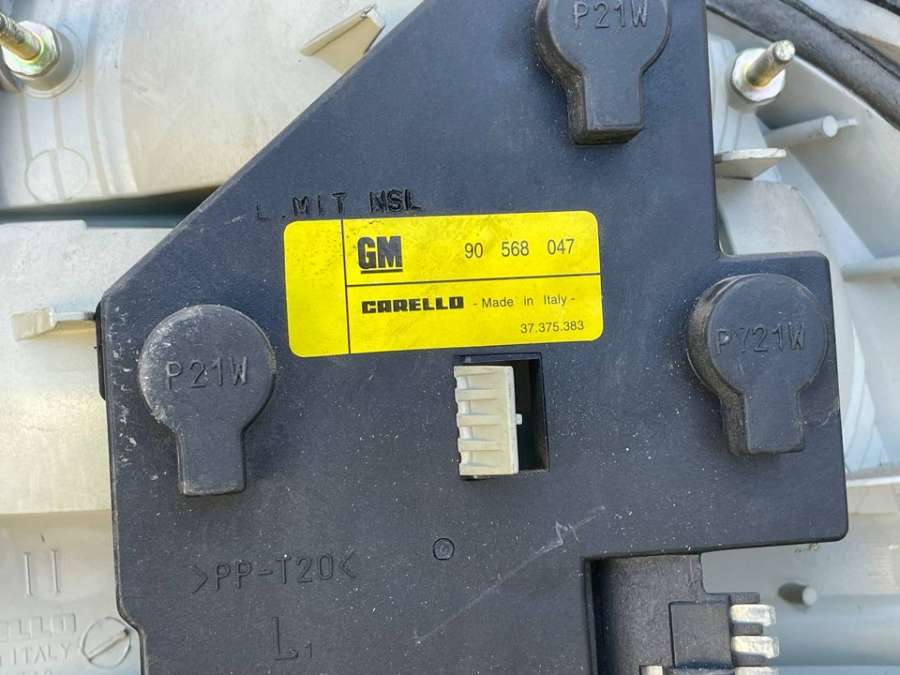 P21W
L.MIT NSL
GM 90 568 047
CARELLO - Made in Italy -
37.375.383
P21W
PY21W
>PP-T20<
L1
ITALY